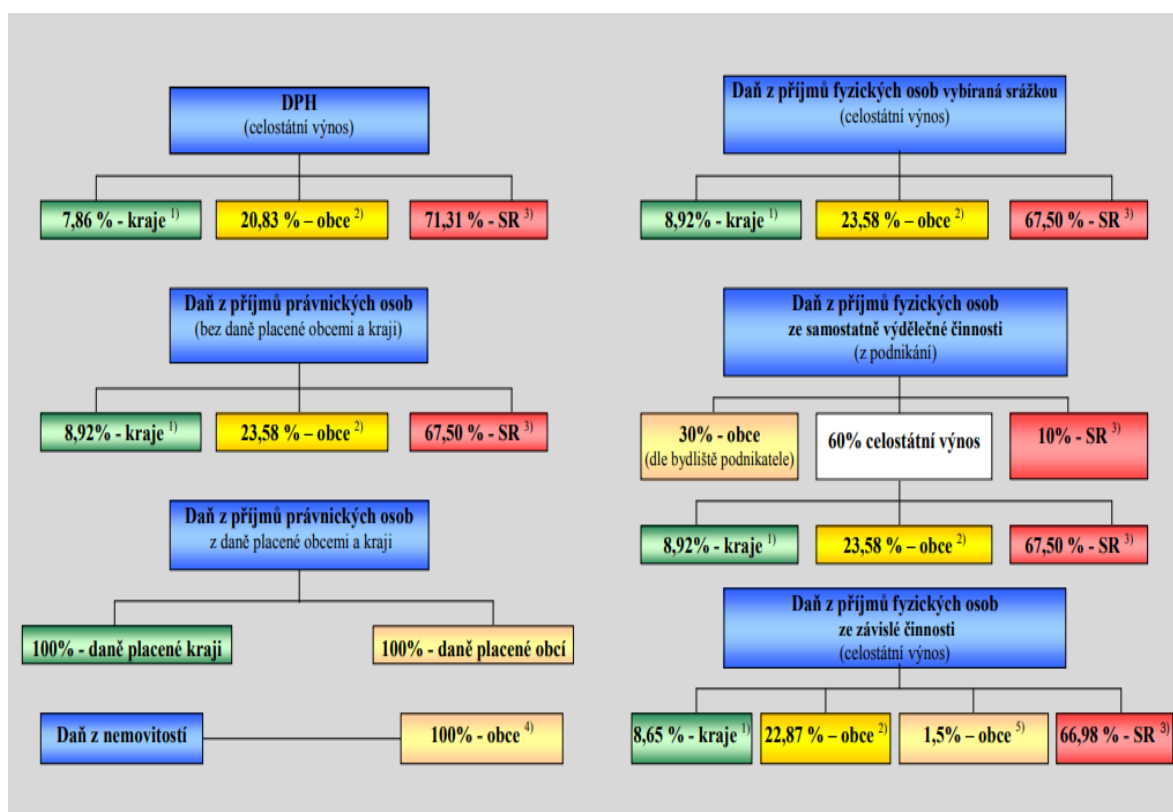 DPH
(celostátní výnos)
7,86 % - kraje 1)
20,83 % – obce 2)
71,31 % - SR 3)
Daň z příjmů právnických osob
(bez daně placené obcemi a kraji)
8,92% - kraje 1)
23,58 % – obce 2)
67,50 % - SR 3)
Daň z příjmů právnických osob
z daně placené obcemi a kraji
100% - daně placené kraji
100% - daně placené obcí
Daň z nemovitostí
100% - obce 4)
Daň z příjmů fyzických osob vybíraná srážkou
(celostátní výnos)
8,92% - kraje 1)
23,58 % – obce 2)
67,50 % - SR 3)
Daň z příjmů fyzických osob
ze samostatně výdělečné činnosti
(z podnikání)
30% - obce
(dle bydliště podnikatele)
60% celostátní výnos
10% - SR 3)
8,92% - kraje 1)
23,58 % – obce 2)
67,50 % - SR 3)
Daň z příjmů fyzických osob
ze závislé činnosti
(celostátní výnos)
8,65 % - kraje 1)
22,87 % – obce 2)
1,5% – obce 5)
66,98 % - SR 3)